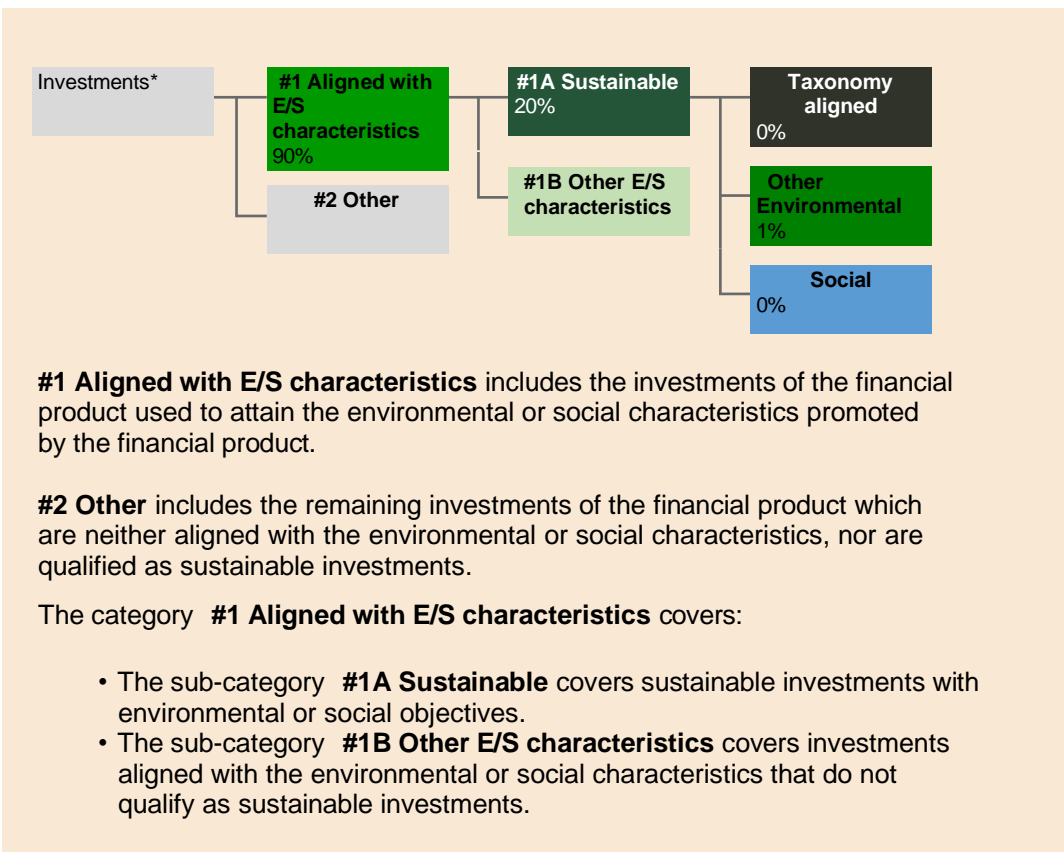 Investments*
#1 Aligned with
E/S
characteristics
90%
#2 Other
#1A Sustainable
20%
#1B Other E/S
characteristics
Taxonomy
aligned
0%
Other
Environmental
1%
Social
0%
#1 Aligned with E/S characteristics includes the investments of the financial
product used to attain the environmental or social characteristics promoted
by the financial product.
#2 Other includes the remaining investments of the financial product which
are neither aligned with the environmental or social characteristics, nor are
qualified as sustainable investments.
The category #1 Aligned with E/S characteristics covers:
• The sub-category #1A Sustainable covers sustainable investments with
environmental or social objectives.
• The sub-category #1B Other E/S characteristics covers investments
aligned with the environmental or social characteristics that do not
qualify as sustainable investments.